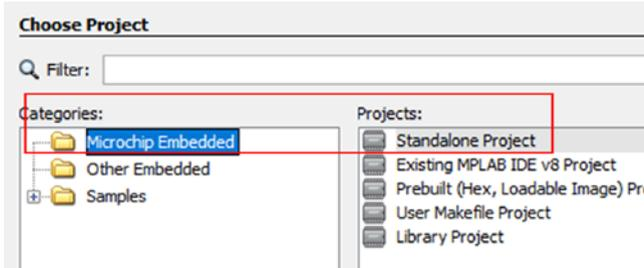 Choose Project
Filter:
Categories:
Microchip Embedded
Other Embedded
Samples
Projects:
Standalone Project
Existing MPLAB IDE v8 Project
Prebuilt (Hex, Loadable Image)
User Makefile Project
Library Project